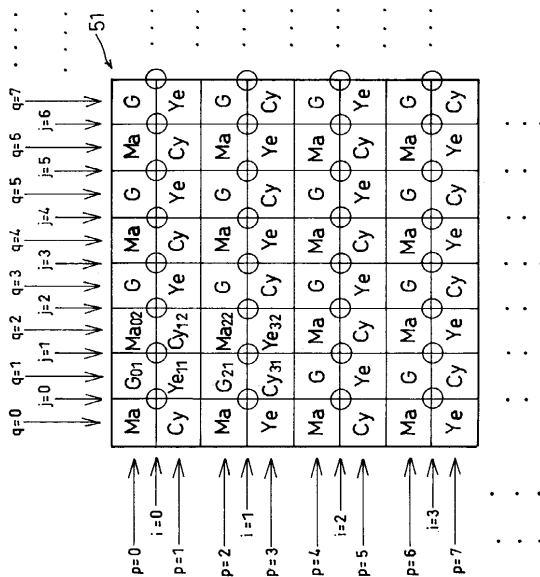 51
q=0 q=1 q=2 q=3 q=4 q=5 q=6 q=7
j=0 j=1 j=2 j=3 j=4 j=5 j=6
p=0 Ma G01 Ma02 G Ma G Ma G
i=0
p=1 Cy Ye11 Cy12 Ye Cy Ye Cy Ye
p=2 Ma G21 Ma22 G Ma G Ma G
i=1
p=3 Ye Cy31 Ye32 Cy Ye Cy Ye Cy
p=4 Ma G Ma G Ma G Ma G
i=2
p=5 Cy Ye Cy Ye Cy Ye Cy Ye
p=6 Ma G Ma G Ma G Ma G
i=3
p=7 Ye Cy Ye Cy Ye Cy Ye Cy